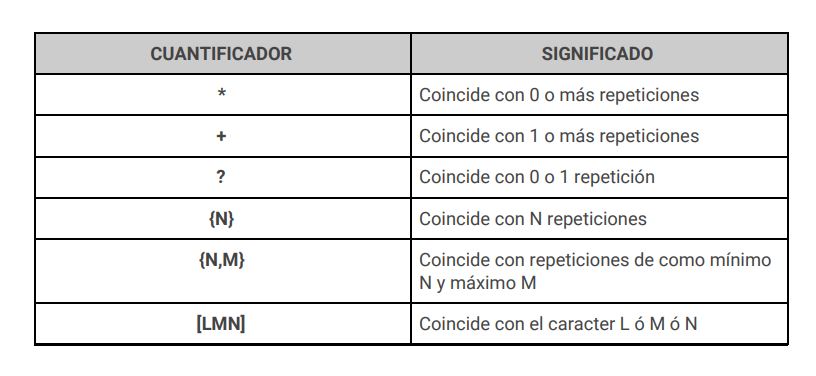 CUANTIFICADOR SIGNIFICADO
* Coincide con 0 o más repeticiones
+ Coincide con 1 o más repeticiones
? Coincide con 0 o 1 repetición
{N} Coincide con N repeticiones
{N,M} Coincide con repeticiones de como mínimo
N y máximo M
[LMN] Coincide con el caracter L ó M ó N